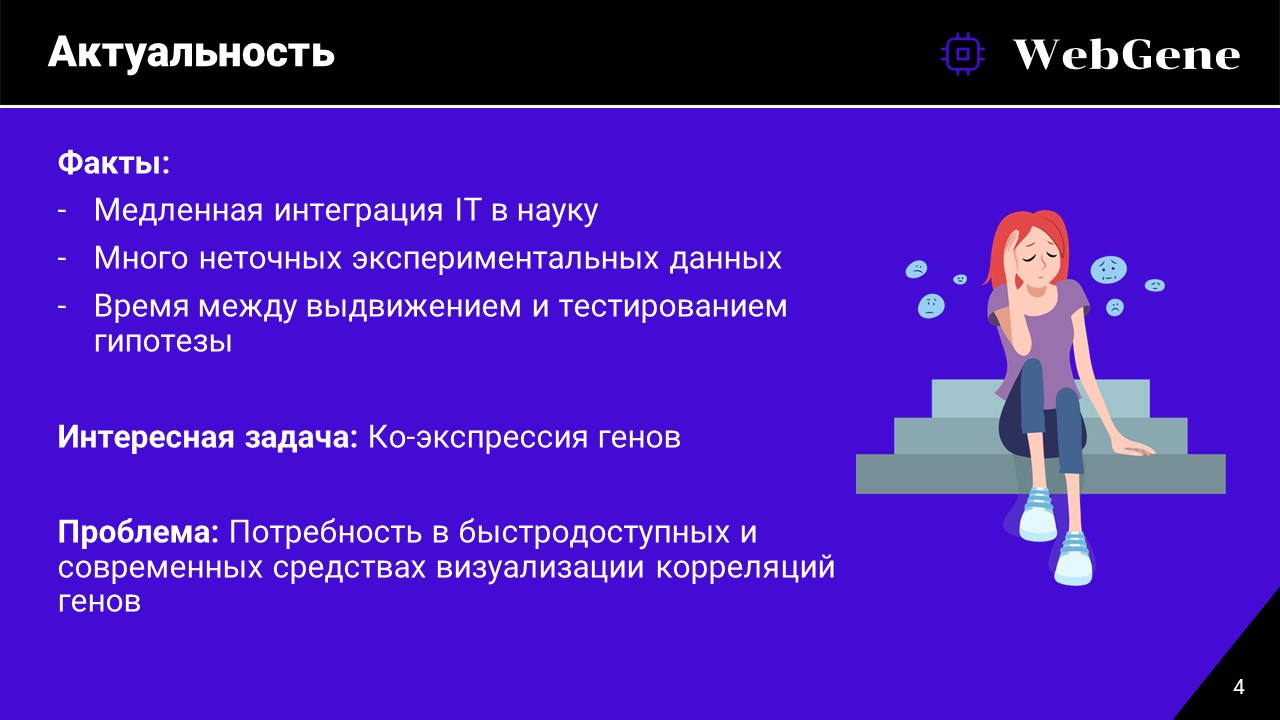 Актуальность
WebGene
Факты:
- Медленная интеграция IT в науку
- Много неточных экспериментальных данных
- Время между выдвижением и тестированием
гипотезы
Интересная задача: Ко-экспрессия генов
Проблема: Потребность в быстродоступных и
современных средствах визуализации корреляций
генов
4